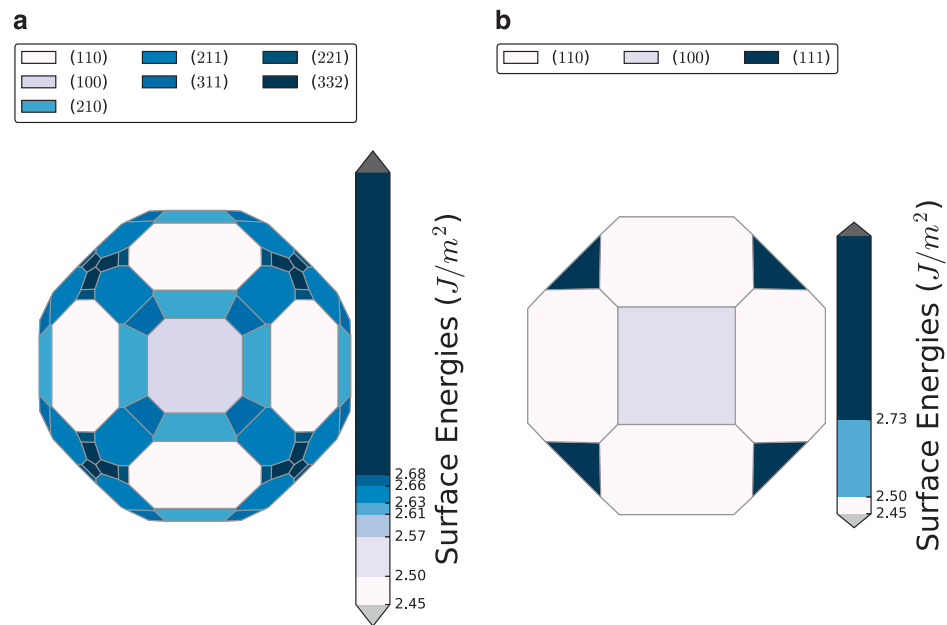 a
(110) (211) (221)
(100) (311) (332)
(210)
2.68
2.66
2.63
2.61
2.57
2.50
2.45
Surface Energies (J/m²)
b
(110) (100) (111)
2.73
2.50
2.45
Surface Energies (J/m²)